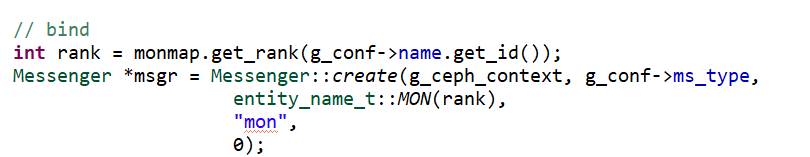 // bind
int rank = monmap.get_rank(g_conf->name.get_id());
Messenger *msgr = Messenger::create(g_ceph_context, g_conf->ms_type,
entity_name_t::MON(rank),
"mon",
0);